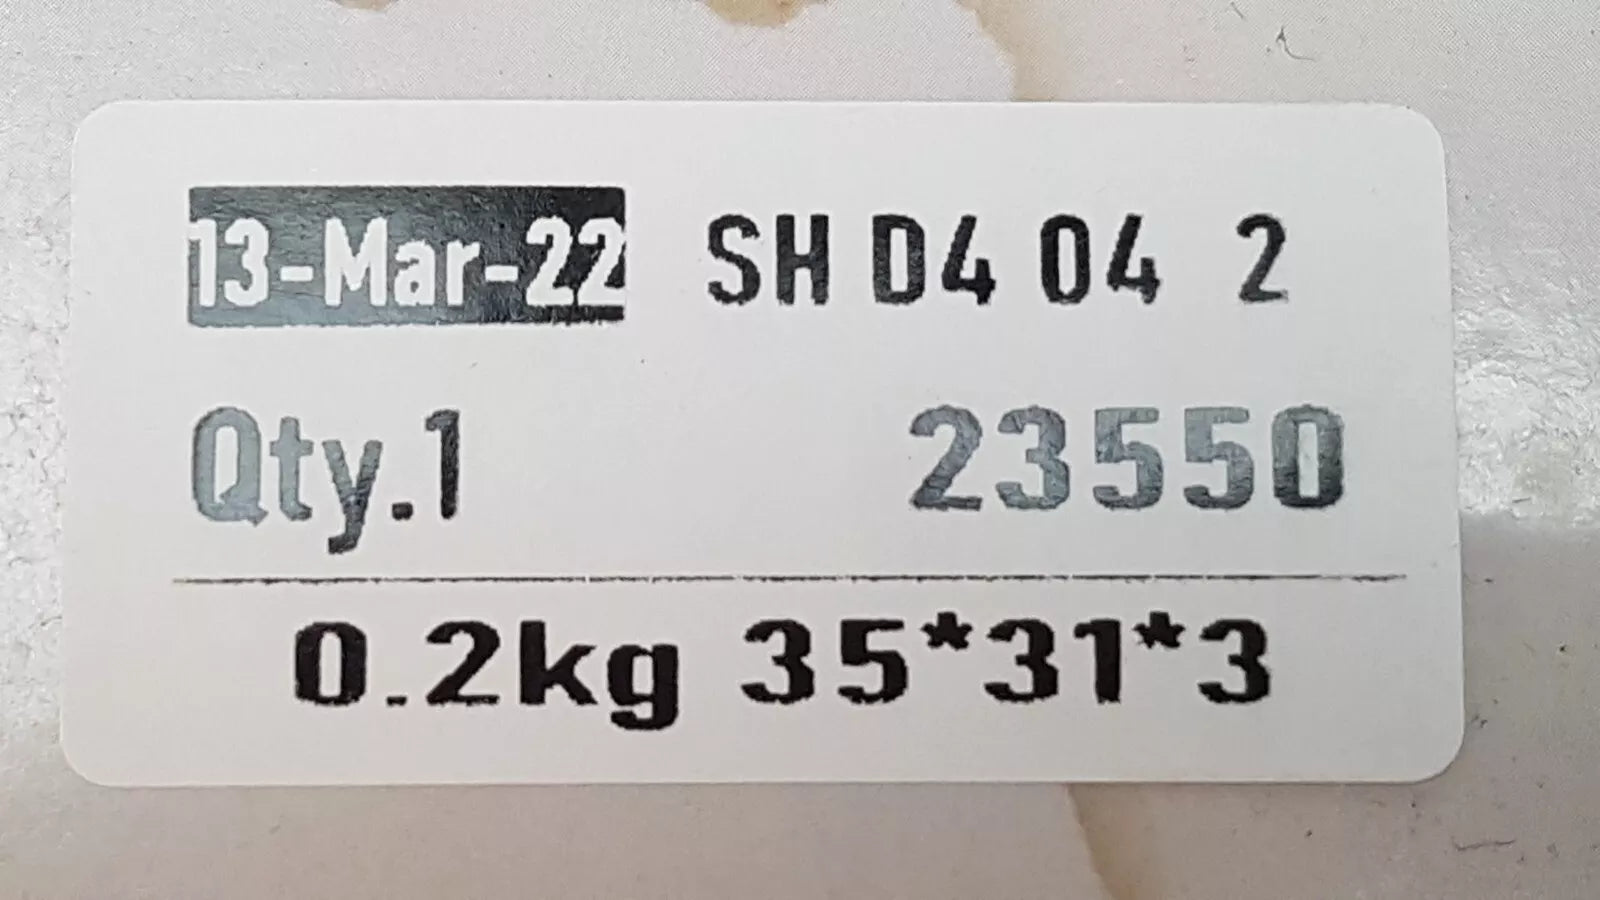 13-Mar-22 SH D4 04 2
Qty.1 23550
0.2kg 35*31*3